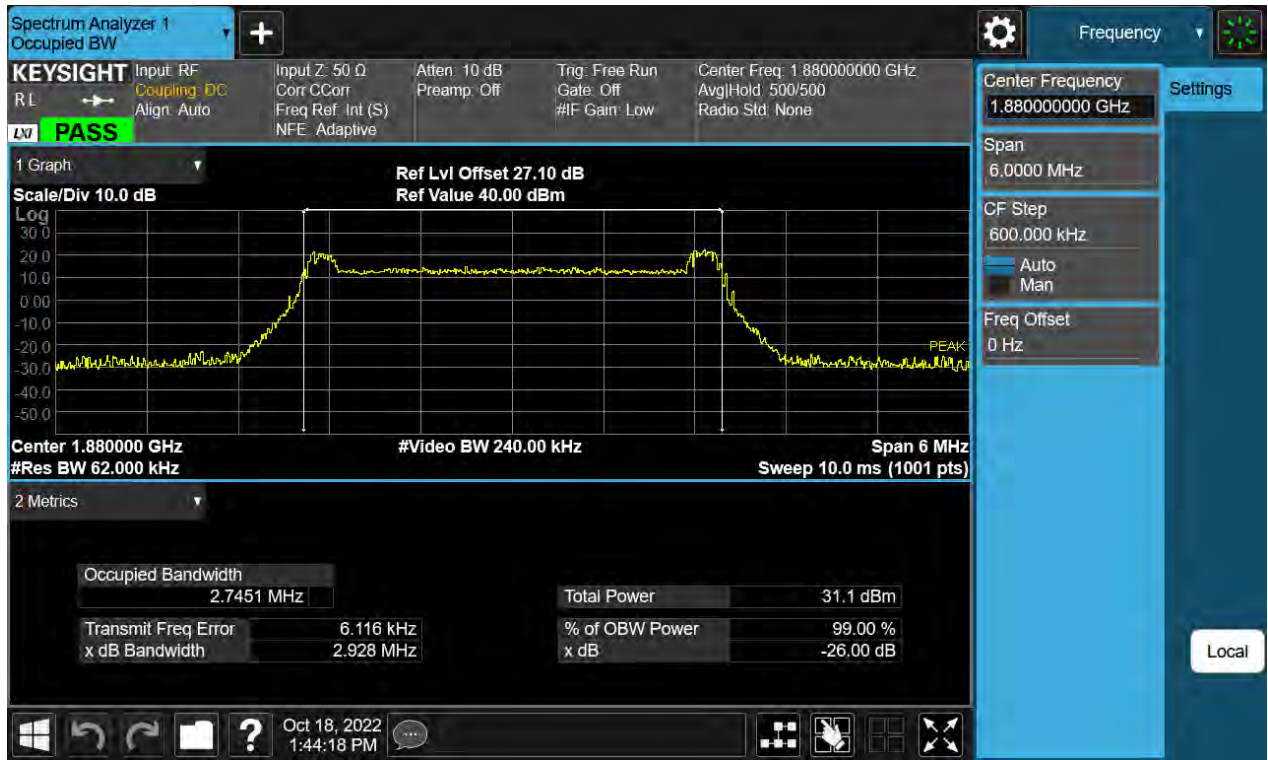 Spectrum Analyzer 1
Occupied BW
+
Frequency
KEYSIGHT
RL
LXI
PASS
Input: RF
Coupling: DC
Align: Auto
Input Z: 50 Ω
Corr CCorr
Freq Ref: Int (S)
NFE: Adaptive
Atten: 10 dB
Preamp: Off
Trig: Free Run
Gate: Off
#IF Gain: Low
Center Freq: 1.880000000 GHz
Avg|Hold: 500/500
Radio Std: None
Center Frequency
1.880000000 GHz
Settings
Span
6.0000 MHz
CF Step
600.000 kHz
Auto
Man
Freq Offset
0 Hz
1 Graph
Scale/Div 10.0 dB
Ref Lvl Offset 27.10 dB
Ref Value 40.00 dBm
Log
30.0
20.0
10.0
0.00
-10.0
-20.0
-30.0
-40.0
-50.0
PEAK
Center 1.880000 GHz
#Video BW 240.00 kHz
Span 6 MHz
#Res BW 62.000 kHz
Sweep 10.0 ms (1001 pts)
2 Metrics
Occupied Bandwidth
2.7451 MHz
Total Power 31.1 dBm
Transmit Freq Error 6.116 kHz
% of OBW Power 99.00 %
x dB Bandwidth 2.928 MHz
x dB -26.00 dB
Local
?
Oct 18, 2022
1:44:18 PM